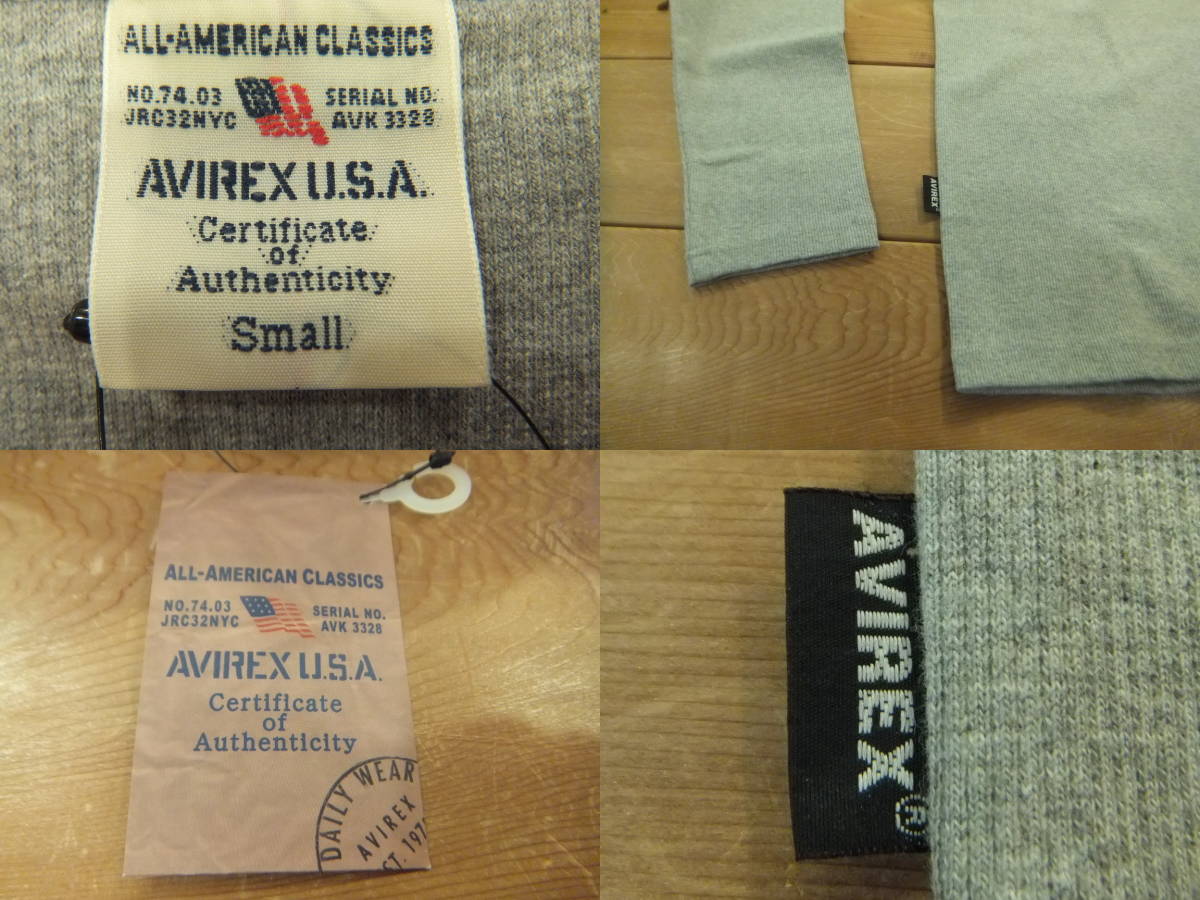 ALL-AMERICAN CLASSICS
NO.74.03
JRC32NYC
SERIAL NO.
AVK 3328
AVIREX U.S.A.
Certificate
of
Authenticity
Small
AVIREX
ALL-AMERICAN CLASSICS
NO.74.03
JRC32NYC
SERIAL NO.
AVK 3328
AVIREX U.S.A.
Certificate
of
Authenticity
DAILY WEAR
AVIREX
AVIREX®